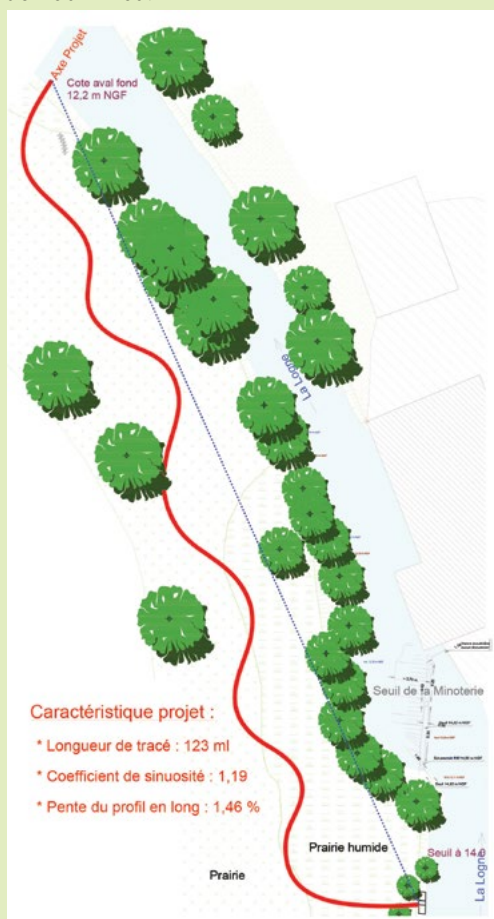 Axe Projet
Cote aval fond
12,2 m NGF
La Logne
Seuil de la Minoterie
Caractéristique projet :
* Longueur de tracé : 123 ml
* Coefficient de sinuosité : 1,19
* Pente du profil en long : 1,46 %
Prairie humide
Seuil à 14.0
Prairie
La Logne